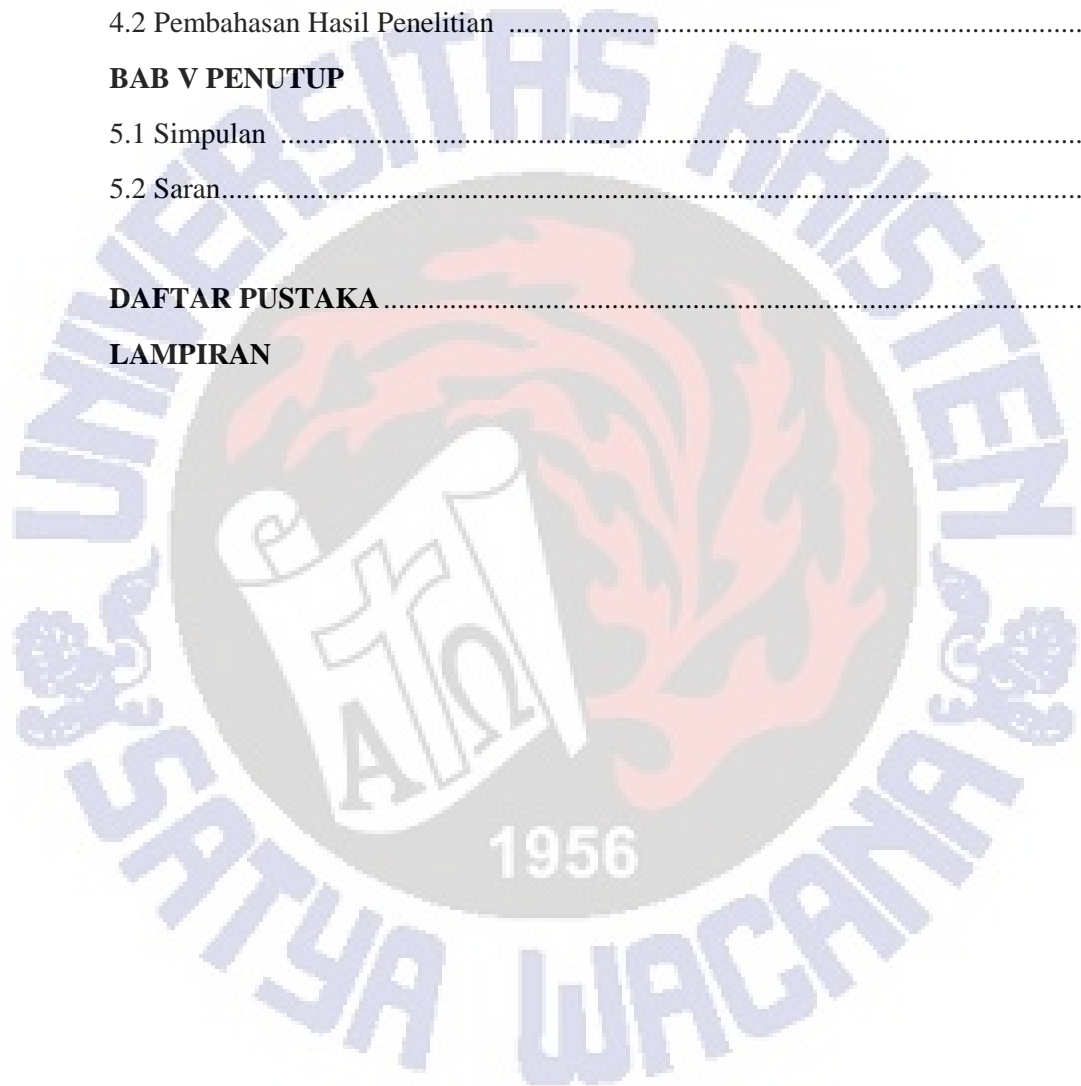 4.2 Pembahasan Hasil Penelitian ................................................................................
BAB V PENUTUP
5.1 Simpulan ................................................................................
5.2 Saran................................................................................
DAFTAR PUSTAKA................................................................................
LAMPIRAN
UNIVERSITAS KRISTEN
SATYA WACANA
Α Ω
1956